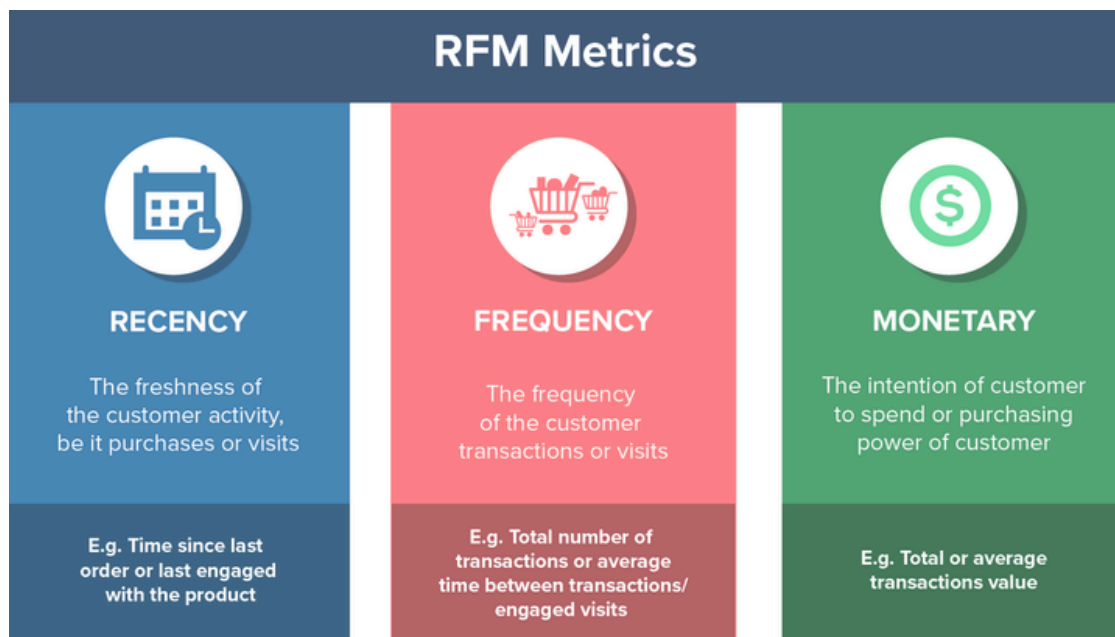 RFM Metrics
RECENCY
The freshness of
the customer activity,
be it purchases or visits
E.g. Time since last
order or last engaged
with the product
FREQUENCY
The frequency
of the customer
transactions or visits
E.g. Total number of
transactions or average
time between transactions/
engaged visits
$
MONETARY
The intention of customer
to spend or purchasing
power of customer
E.g. Total or average
transactions value